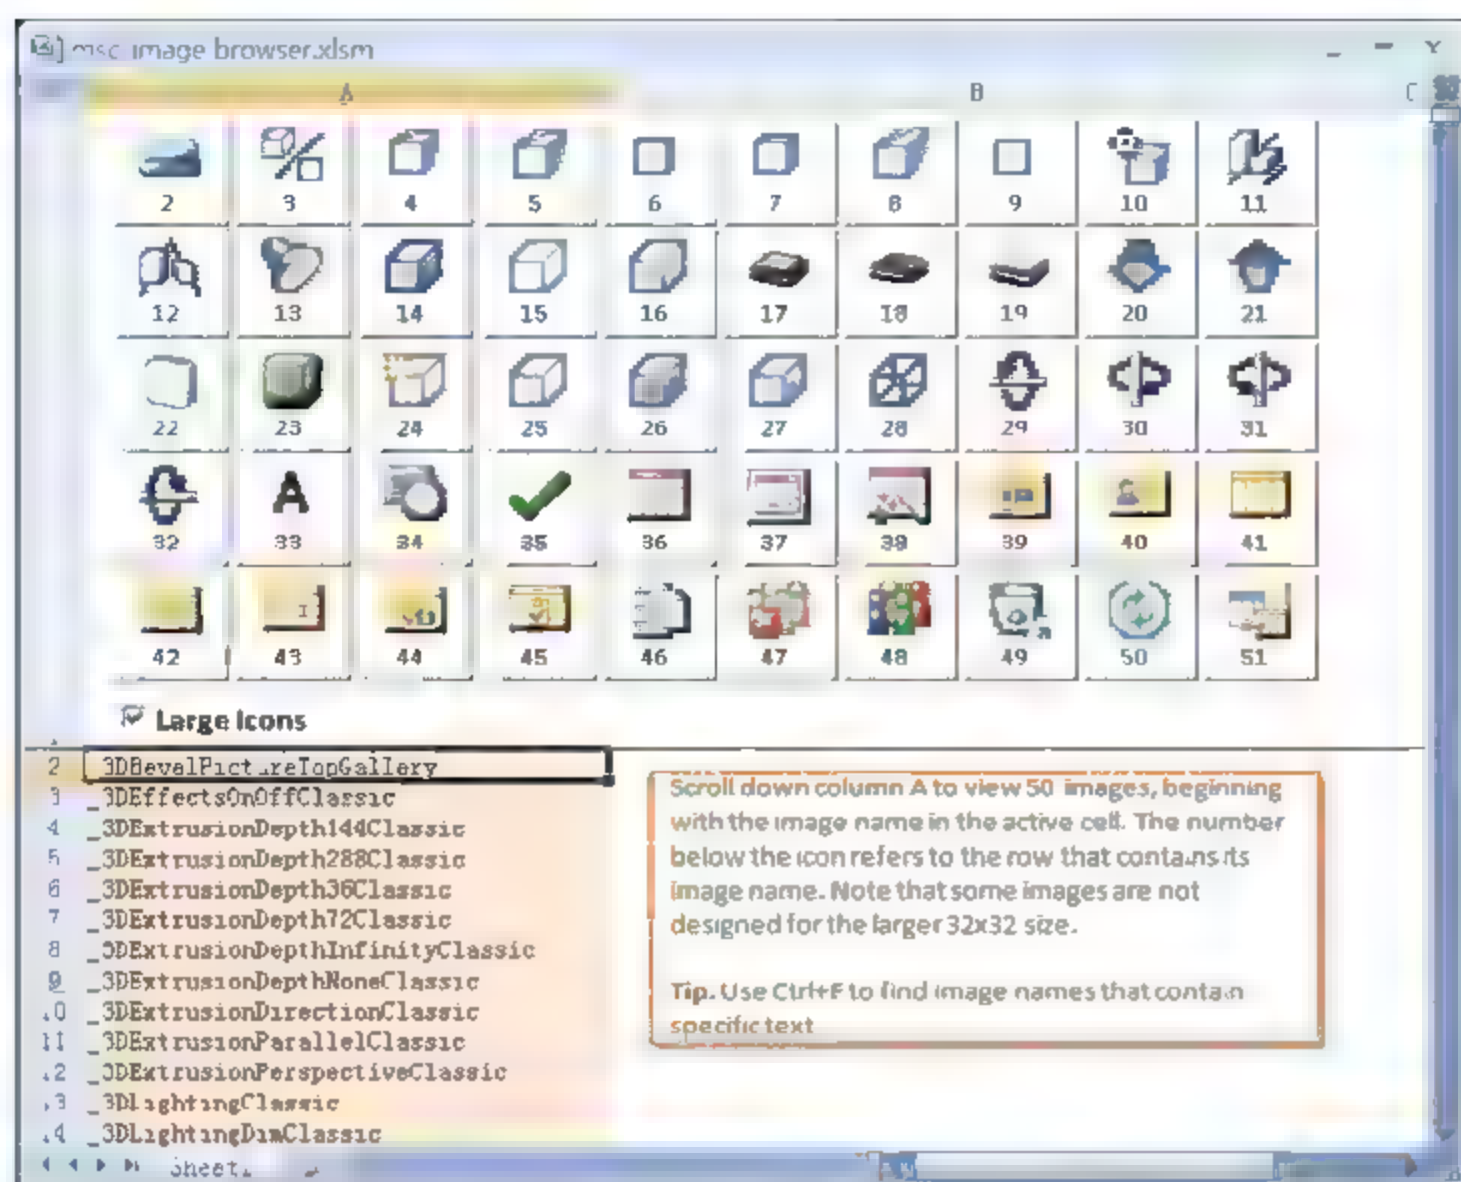 mso image browser.xlsm
A B C
2 3 4 5 6 7 8 9 10 11
12 13 14 15 16 17 18 19 20 21
22 23 24 25 26 27 28 29 30 31
32 33 34 35 36 37 38 39 40 41
42 43 44 45 46 47 48 49 50 51
Large Icons
1
2 _3DBevelPictureTopGallery
3 _3DEffectsOnOffClassic
4 _3DExtrusionDepth144Classic
5 _3DExtrusionDepth288Classic
6 _3DExtrusionDepth36Classic
7 _3DExtrusionDepth72Classic
8 _3DExtrusionDepthInfinityClassic
9 _3DExtrusionDepthNoneClassic
10 _3DExtrusionDirectionClassic
11 _3DExtrusionParallelClassic
12 _3DExtrusionPerspectiveClassic
13 _3DLightingClassic
14 _3DLightingDimClassic
Scroll down column A to view 50 images, beginning
with the image name in the active cell. The number
below the icon refers to the row that contains its
image name. Note that some images are not
designed for the larger 32x32 size.
Tip. Use Ctrl+F to find image names that contain
specific text
Sheet1